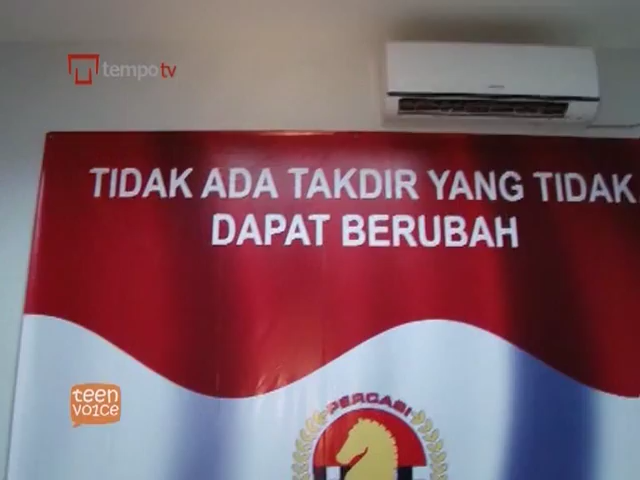 tempo tv
TIDAK ADA TAKDIR YANG TIDAK
DAPAT BERUBAH
teen
voice
PERCASI